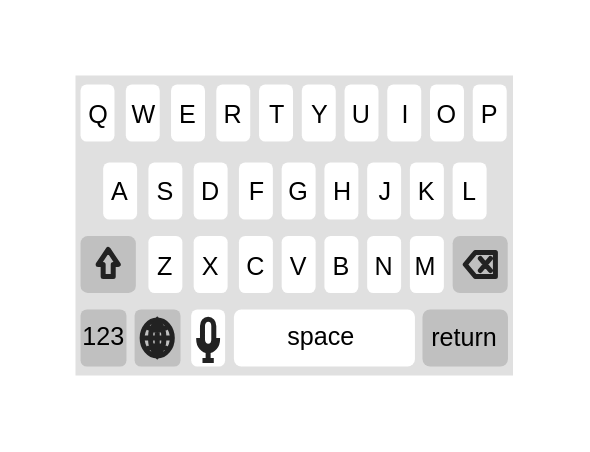 Q W E R T Y U I O P
A S D F G H J K L
Z X C V B N M
123 space return